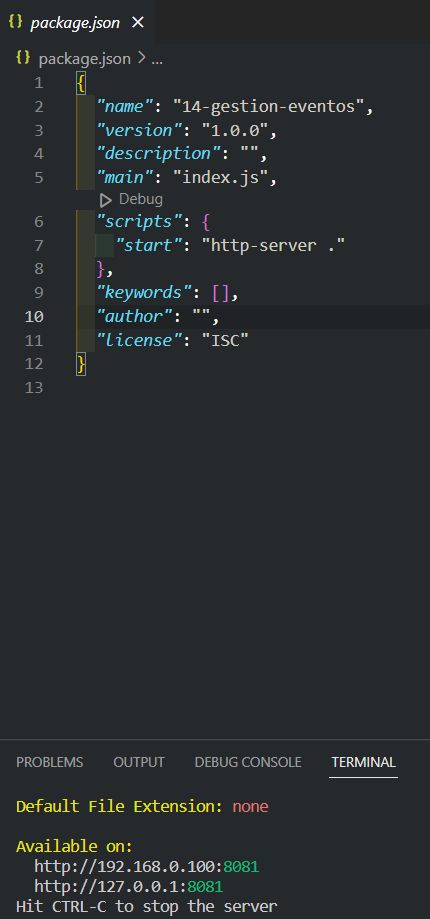 {} package.json ×
{} package.json > ...
1 {
2 "name": "14-gestion-eventos",
3 "version": "1.0.0",
4 "description": "",
5 "main": "index.js",
Debug
6 "scripts": {
7 "start": "http-server ."
8 },
9 "keywords": [],
10 "author": "",
11 "license": "ISC"
12 }
13
PROBLEMS OUTPUT DEBUG CONSOLE TERMINAL
Default File Extension: none
Available on:
http://192.168.0.100:8081
http://127.0.0.1:8081
Hit CTRL-C to stop the server